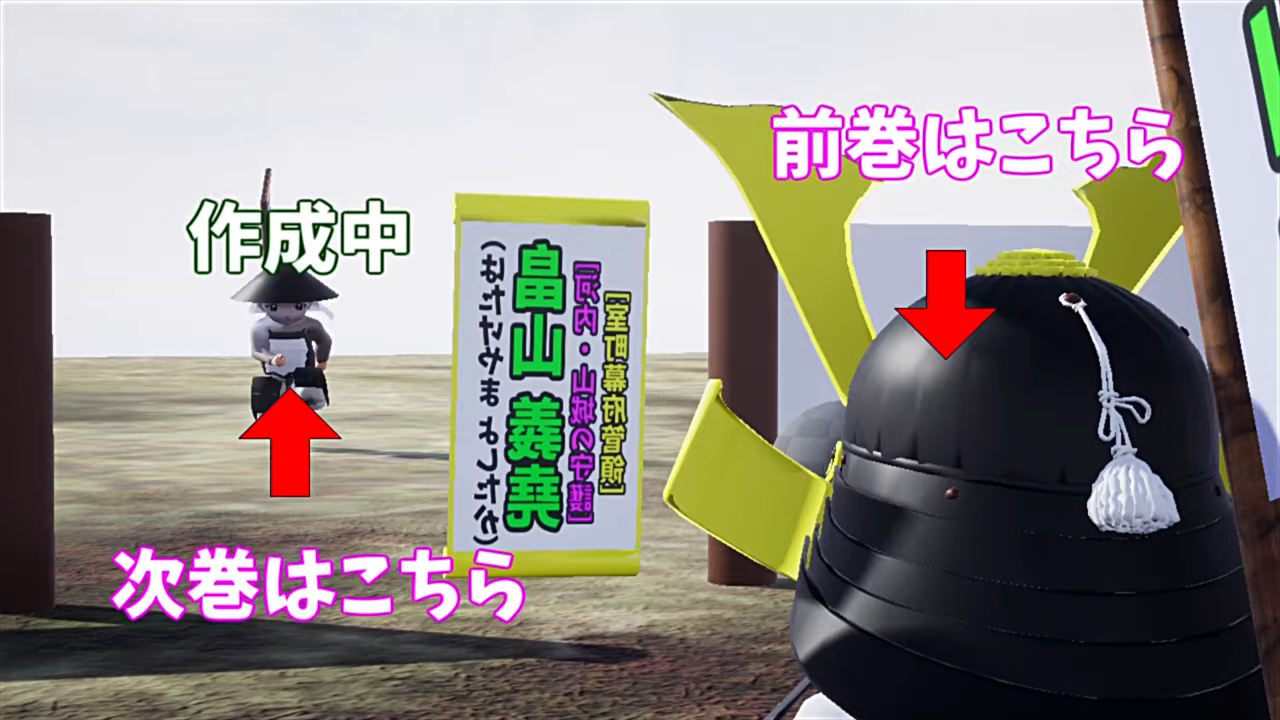 前巻はこちら
作成中
[室町幕府管領]
[河内・山城の守護]
畠山 義堯
(はたけやまよしたか)
次巻はこちら